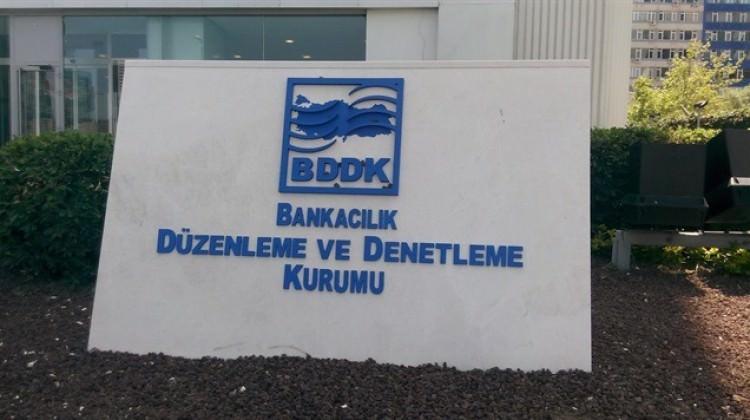 BDDK
BANKACILIK
DÜZENLEME VE DENETLEME
KURUMU